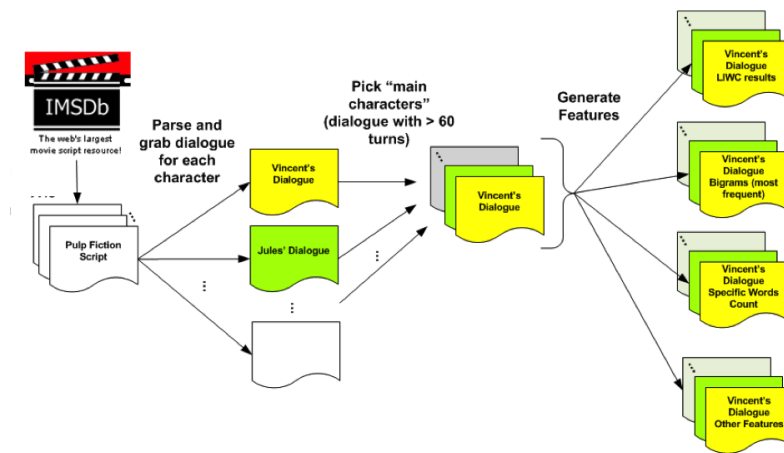 IMSDb
The web's largest
movie script resource!
Pulp Fiction
Script
Parse and
grab dialogue
for each
character
Vincent's
Dialogue
Jules' Dialogue
Pick “main
characters”
(dialogue with > 60
turns)
Vincent's
Dialogue
Generate
Features
Vincent's
Dialogue
LIWC results
Vincent's
Dialogue
Bigrams (most
frequent)
Vincent's
Dialogue
Specific Words
Count
Vincent's
Dialogue
Other Features